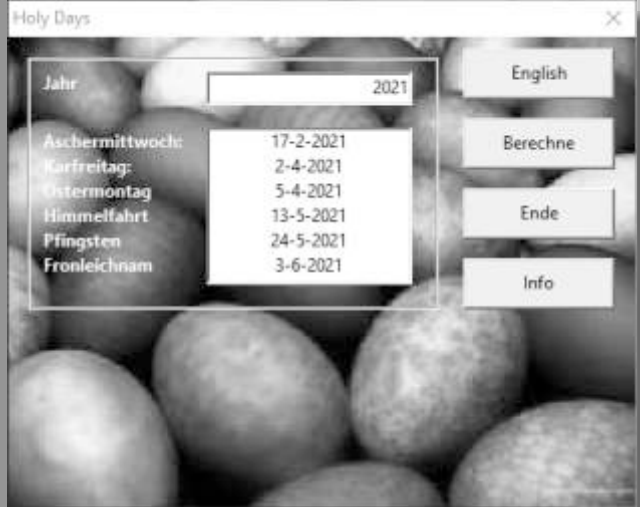 Holy Days
Jahr 2021
Aschermittwoch: 17-2-2021
Karfreitag: 2-4-2021
Ostermontag 5-4-2021
Himmelfahrt 13-5-2021
Pfingsten 24-5-2021
Fronleichnam 3-6-2021
English
Berechne
Ende
Info